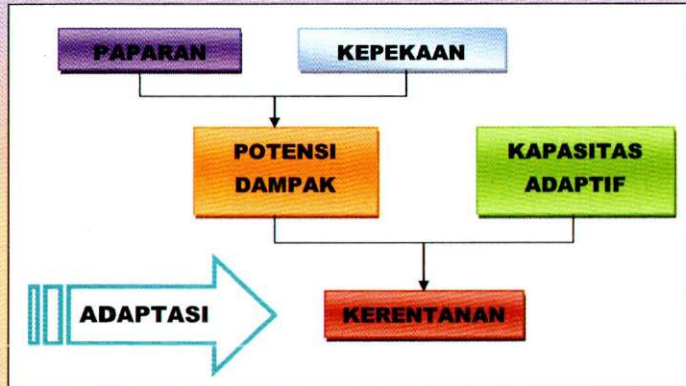 PAPARAN
KEPEKAAN
POTENSI
DAMPAK
KAPASITAS
ADAPTIF
ADAPTASI
KERENTANAN